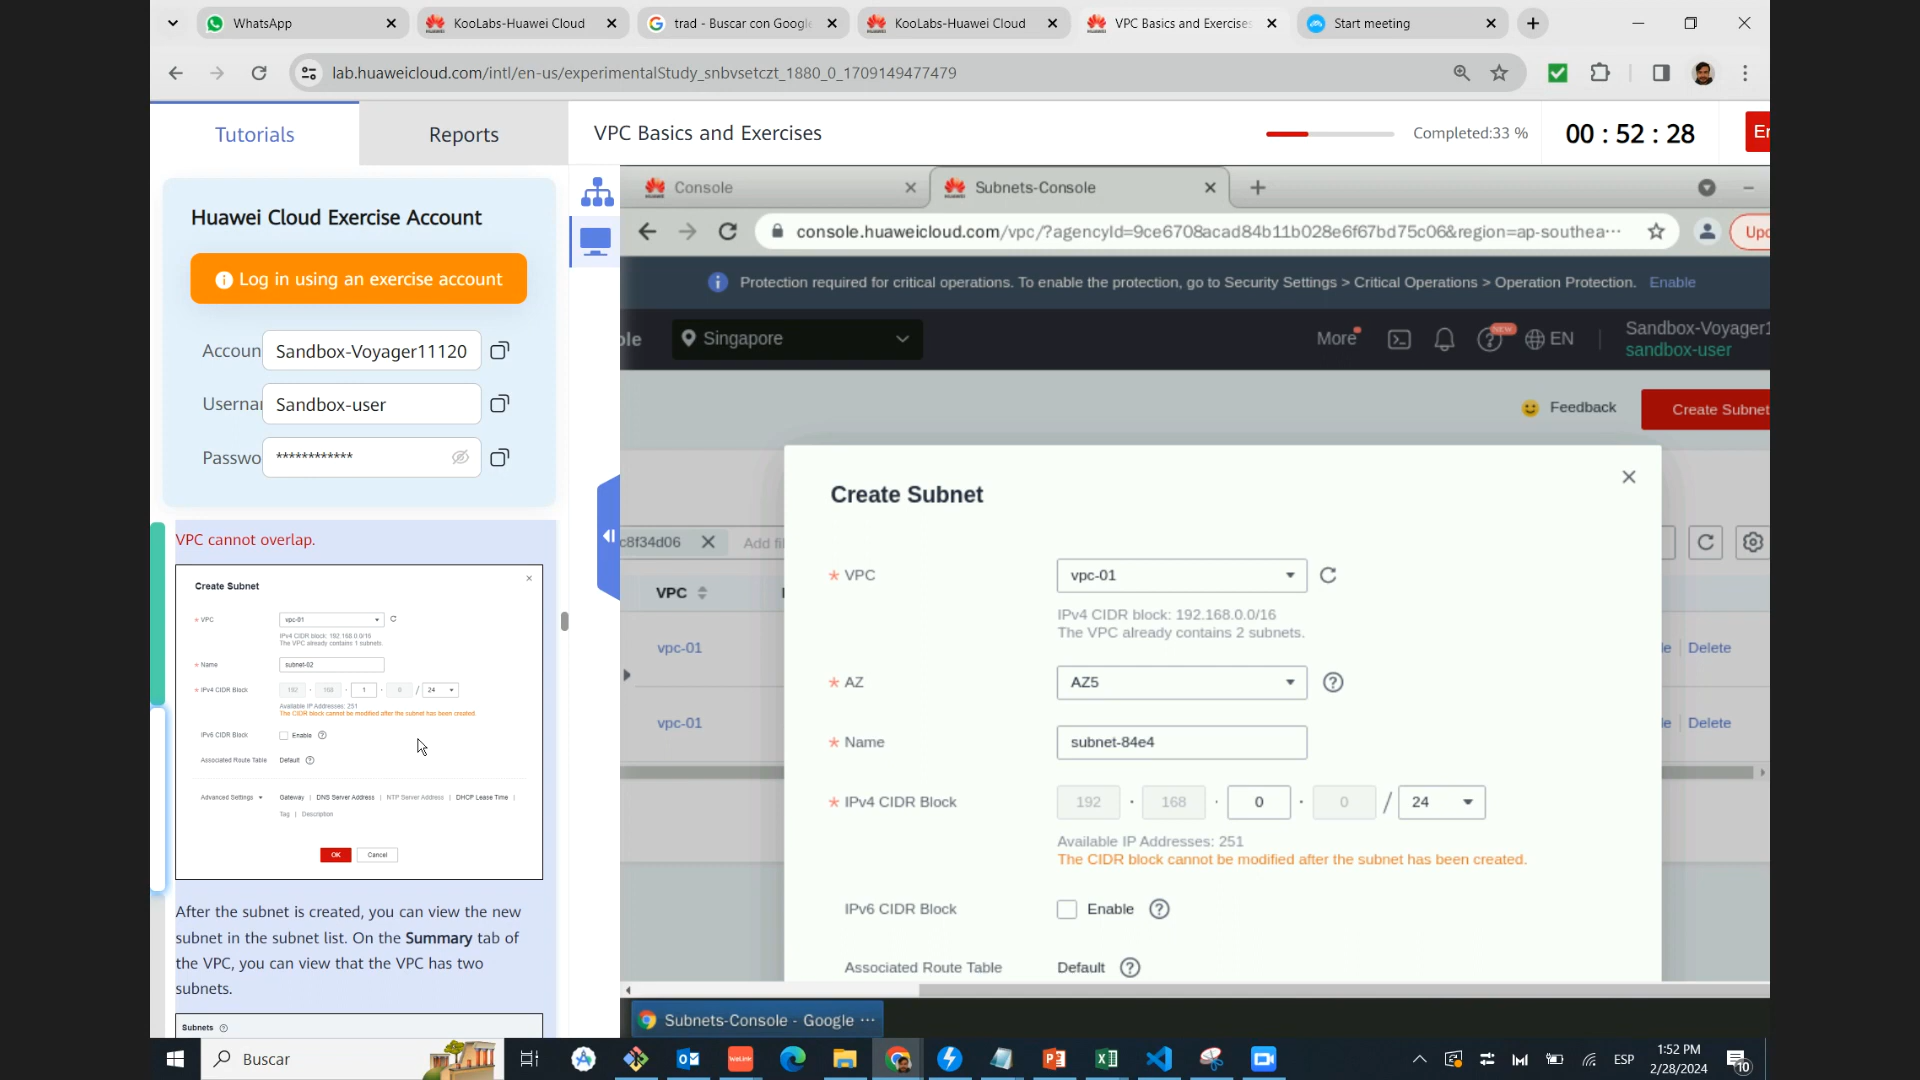 WhatsApp
KooLabs-Huawei Cloud
trad - Buscar con Google
KooLabs-Huawei Cloud
VPC Basics and Exercises
Start meeting
lab.huaweicloud.com/intl/en-us/experimentalStudy_snbvsetczt_1880_0_1709149477479
Tutorials
Reports
VPC Basics and Exercises
Completed:33 %
00 : 52 : 28
Huawei Cloud Exercise Account
Log in using an exercise account
Accoun
Sandbox-Voyager11120
Usernar
Sandbox-user
Passwo
************
VPC cannot overlap.
Create Subnet
* VPC
vpc-01
IPv4 CIDR block: 192.168.0.0/16
The VPC already contains 1 subnets.
* Name
subnet-02
* IPv4 CIDR Block
192 · 168 · 1 · 0 / 24
Available IP Addresses: 251
The CIDR block cannot be modified after the subnet has been created.
IPv6 CIDR Block
Enable
Associated Route Table
Default
Advanced Settings
Gateway | DNS Server Address | NTP Server Address | DHCP Lease Time |
Tag | Description
OK
Cancel
After the subnet is created, you can view the new
subnet in the subnet list. On the Summary tab of
the VPC, you can view that the VPC has two
subnets.
Subnets
Console
Subnets-Console
console.huaweicloud.com/vpc/?agencyId=9ce6708acad84b11b028e6f67bd75c06&region=ap-southea···
Protection required for critical operations. To enable the protection, go to Security Settings > Critical Operations > Operation Protection. Enable
Singapore
More
NEW
EN
Sandbox-Voyager1
sandbox-user
Feedback
Create Subnet
c8f34d06
Add fi
VPC
vpc-01
Delete
vpc-01
Delete
Create Subnet
* VPC
vpc-01
IPv4 CIDR block: 192.168.0.0/16
The VPC already contains 2 subnets.
* AZ
AZ5
* Name
subnet-84e4
* IPv4 CIDR Block
192 · 168 · 0 · 0 / 24
Available IP Addresses: 251
The CIDR block cannot be modified after the subnet has been created.
IPv6 CIDR Block
Enable
Associated Route Table
Default
Subnets-Console - Google ···
Buscar
ESP
1:52 PM
2/28/2024
10